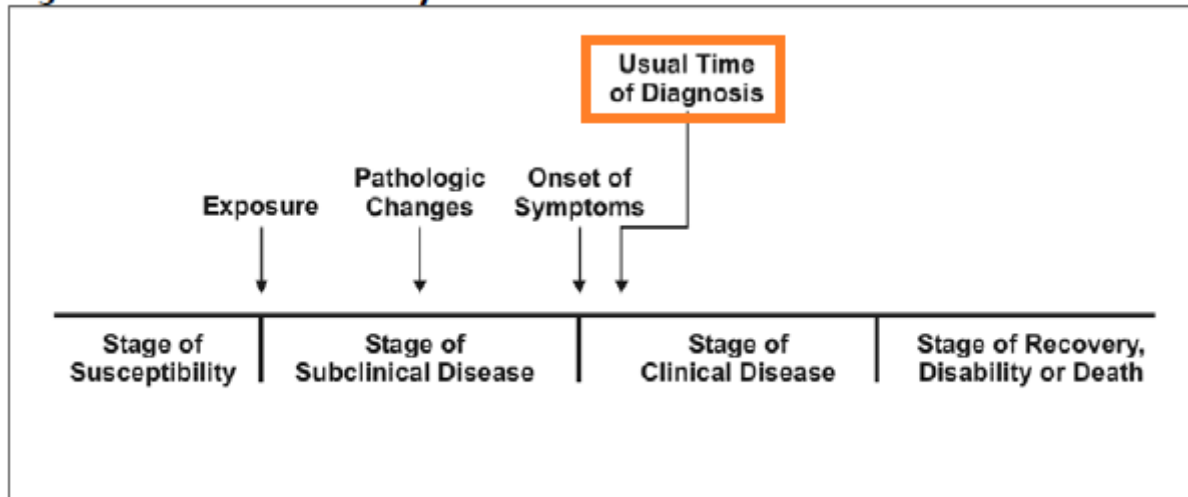 Usual Time
of Diagnosis
Pathologic
Changes
Onset of
Symptoms
Exposure
Stage of
Susceptibility
Stage of
Subclinical Disease
Stage of
Clinical Disease
Stage of Recovery,
Disability or Death